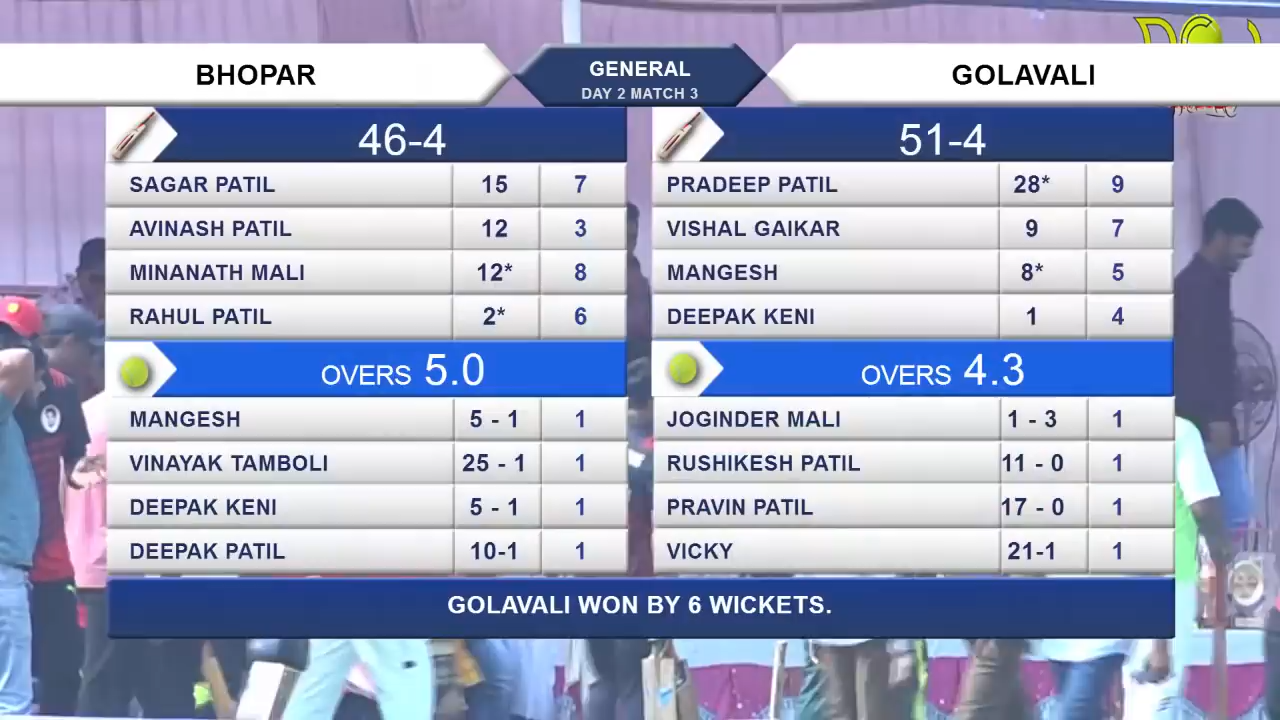 BHOPAR
GENERAL
DAY 2 MATCH 3
GOLAVALI
46-4
SAGAR PATIL 15 7
AVINASH PATIL 12 3
MINANATH MALI 12* 8
RAHUL PATIL 2* 6
OVERS 5.0
MANGESH 5 - 1 1
VINAYAK TAMBOLI 25 - 1 1
DEEPAK KENI 5 - 1 1
DEEPAK PATIL 10-1 1
51-4
PRADEEP PATIL 28* 9
VISHAL GAIKAR 9 7
MANGESH 8* 5
DEEPAK KENI 1 4
OVERS 4.3
JOGINDER MALI 1 - 3 1
RUSHIKESH PATIL 11 - 0 1
PRAVIN PATIL 17 - 0 1
VICKY 21-1 1
GOLAVALI WON BY 6 WICKETS.